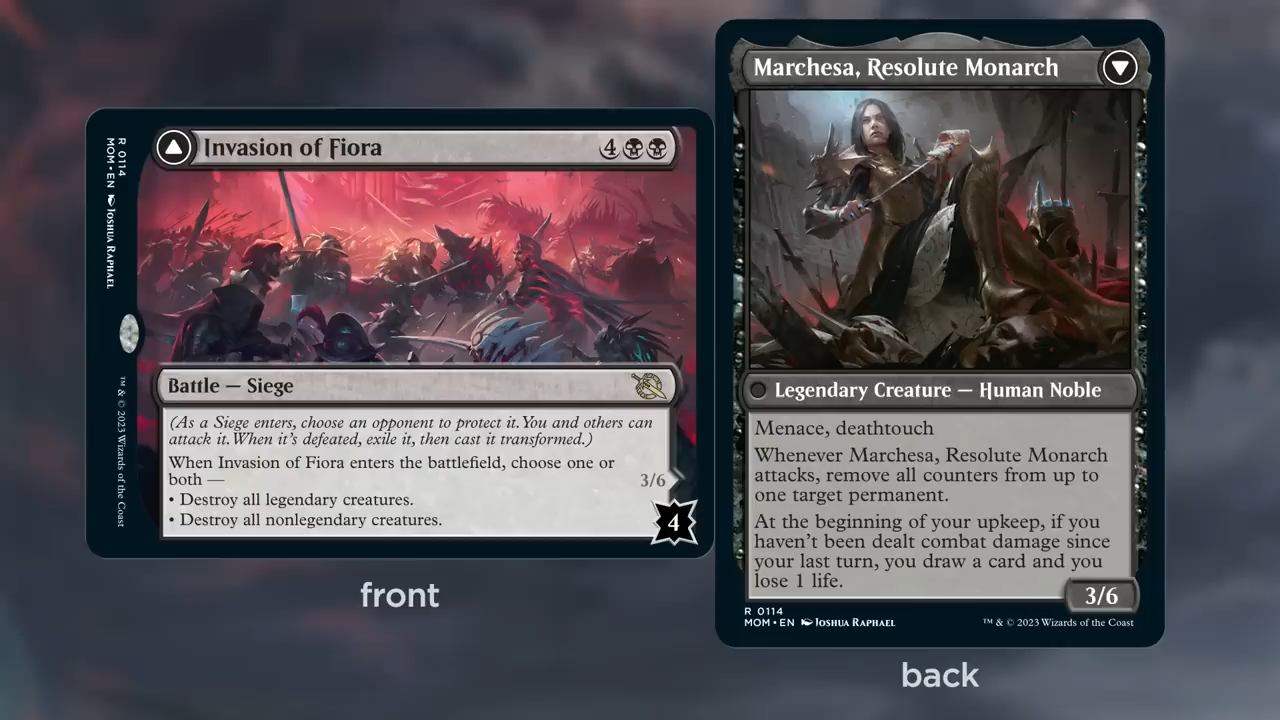 Invasion of Fiora
4
R 0114
MOM • EN JOSHUA RAPHAEL
™ & © 2023 Wizards of the Coast
Battle — Siege
(As a Siege enters, choose an opponent to protect it. You and others can
attack it. When it's defeated, exile it, then cast it transformed.)
When Invasion of Fiora enters the battlefield, choose one or
both —
• Destroy all legendary creatures.
• Destroy all nonlegendary creatures.
3/6
4
front
Marchesa, Resolute Monarch
Legendary Creature — Human Noble
Menace, deathtouch
Whenever Marchesa, Resolute Monarch
attacks, remove all counters from up to
one target permanent.
At the beginning of your upkeep, if you
haven't been dealt combat damage since
your last turn, you draw a card and you
lose 1 life.
3/6
R 0114
MOM • EN JOSHUA RAPHAEL
™ & © 2023 Wizards of the Coast
back